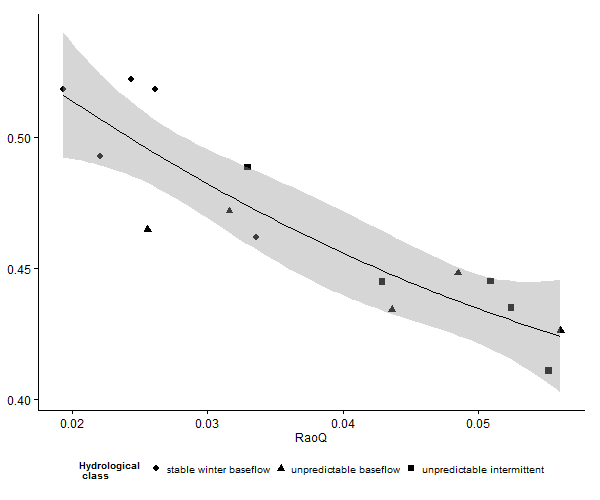 0.50
0.45
0.40
0.02 0.03 0.04 0.05
RaoQ
Hydrological
class
stable winter baseflow unpredictable baseflow unpredictable intermittent